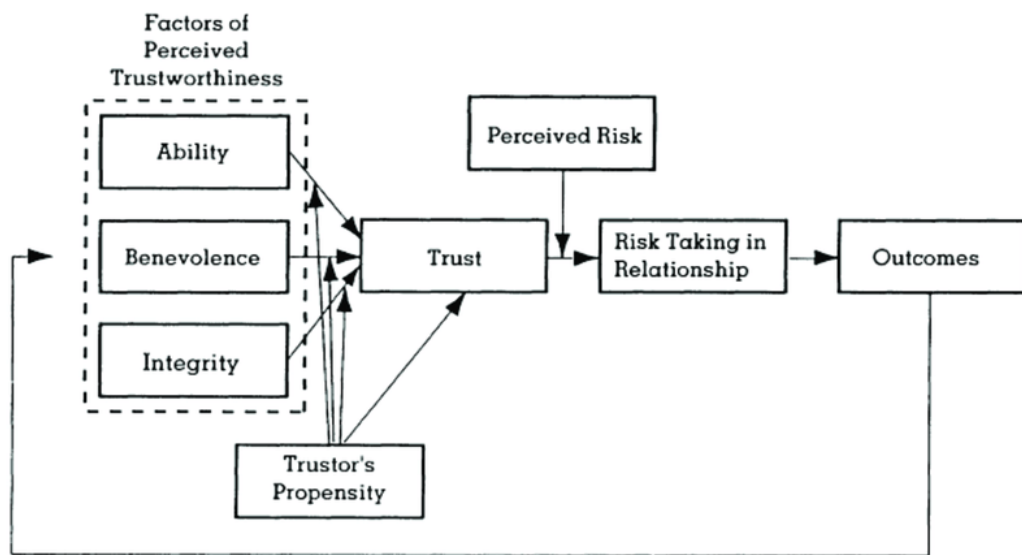 Factors of
Perceived
Trustworthiness
Ability
Benevolence
Integrity
Trustor's
Propensity
Trust
Perceived Risk
Risk Taking in
Relationship
Outcomes